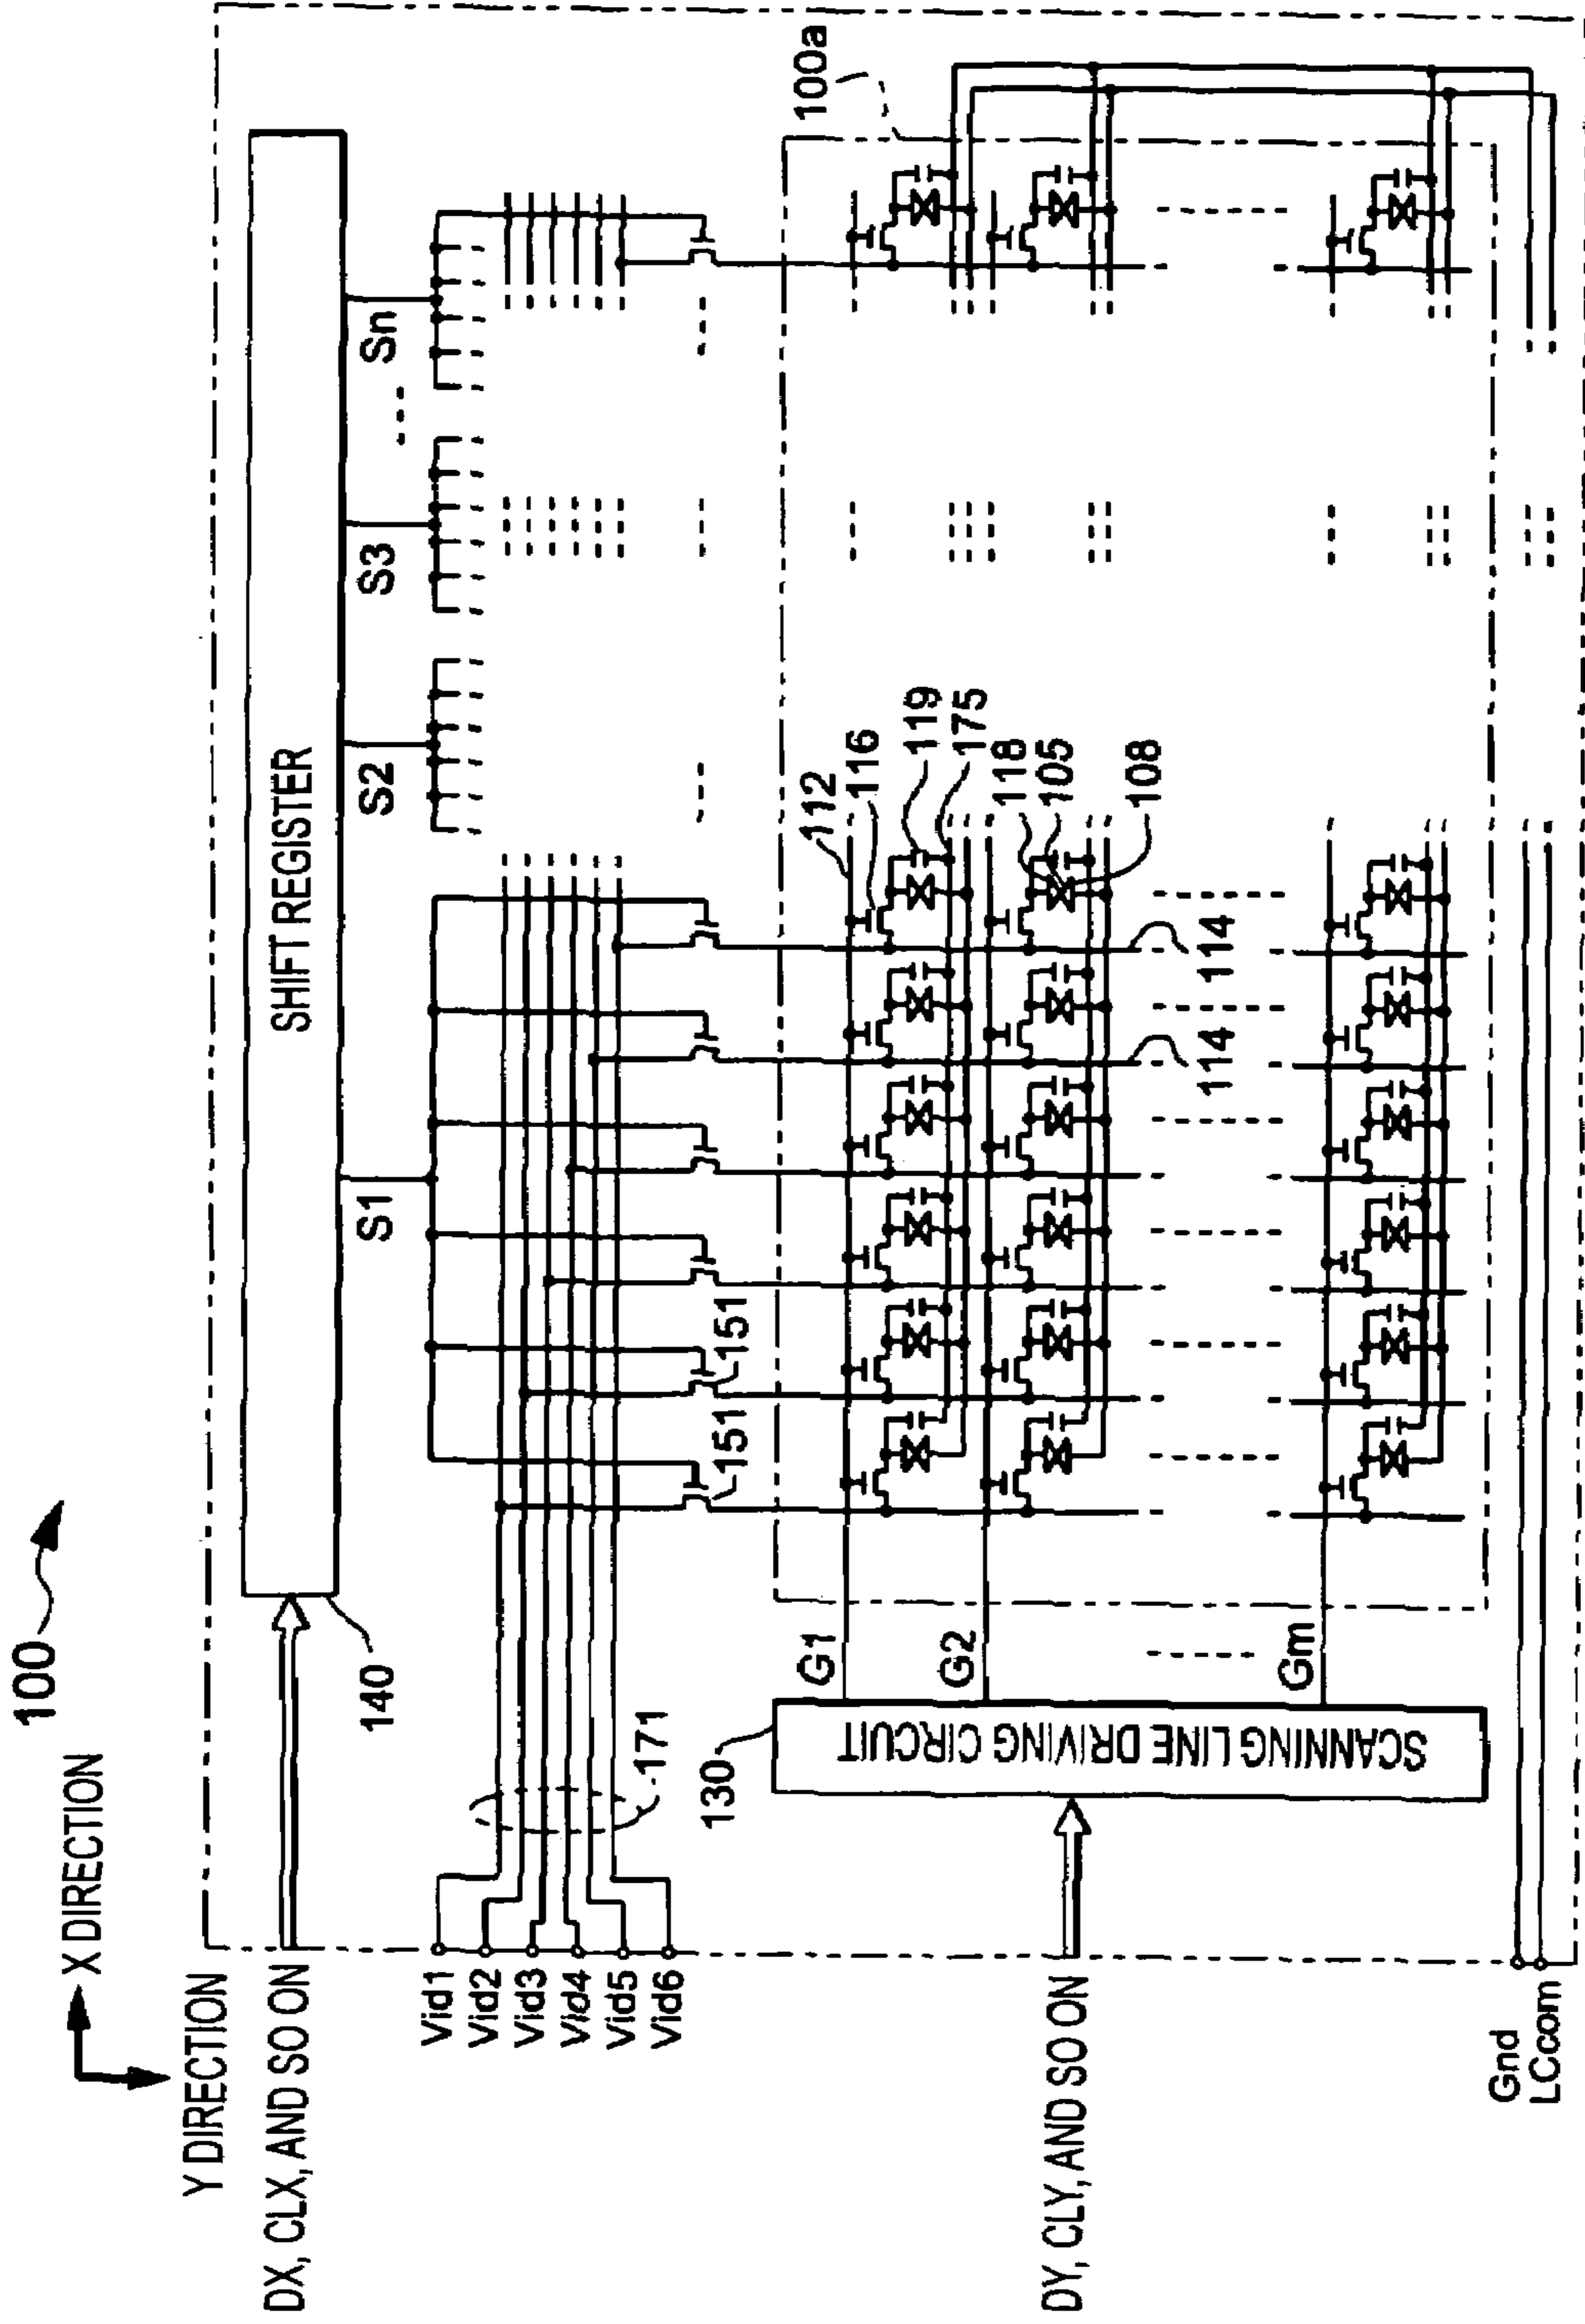 100
X DIRECTION
Y DIRECTION
DX, CLX, AND SO ON
140
SHIFT REGISTER
S1
S2
S3
Sn
Vid1
Vid2
Vid3
Vid4
Vid5
Vid6
171
151
151
100a
130
SCANNING LINE DRIVING CIRCUIT
DY, CLY, AND SO ON
G1
G2
Gm
112
116
119
175
118
105
108
114
114
Gnd
LCcom